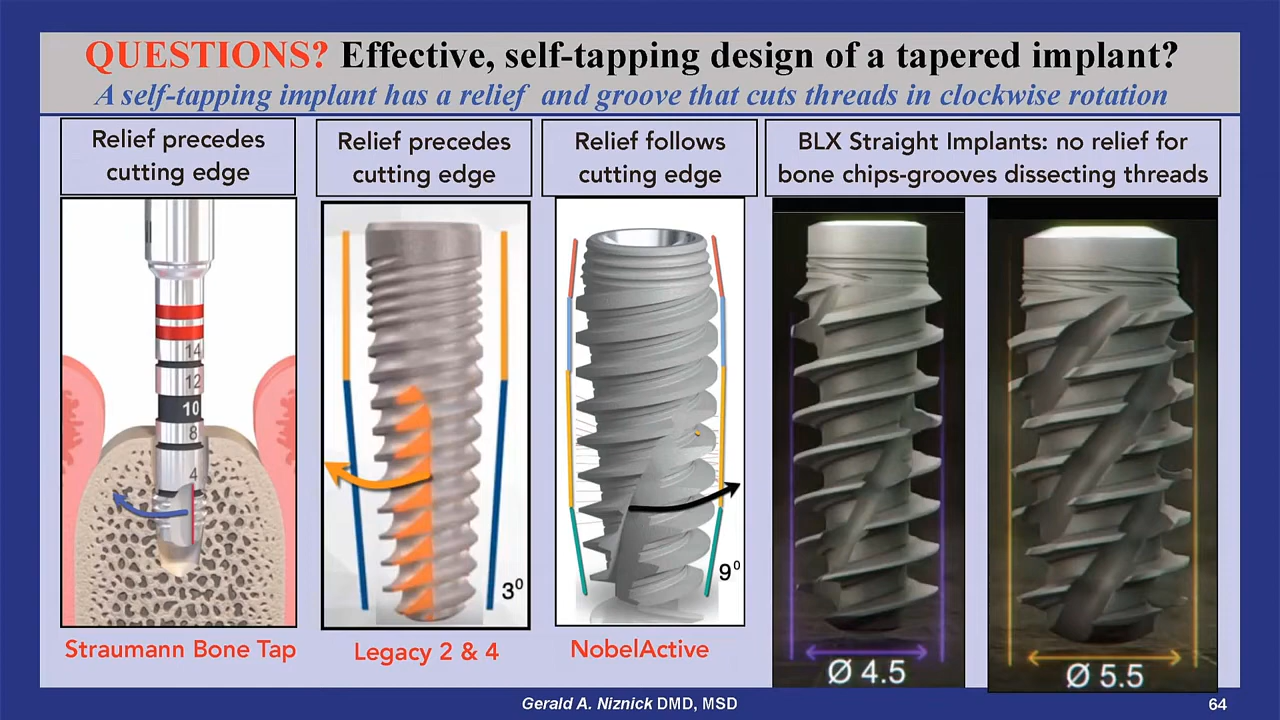 QUESTIONS? Effective, self-tapping design of a tapered implant?
A self-tapping implant has a relief and groove that cuts threads in clockwise rotation
Relief precedes
cutting edge
Relief precedes
cutting edge
Relief follows
cutting edge
BLX Straight Implants: no relief for
bone chips-grooves dissecting threads
14
12
10
8
4
3⁰
9⁰
Ø 4.5
Ø 5.5
Straumann Bone Tap
Legacy 2 & 4
NobelActive
Gerald A. Niznick DMD, MSD
64